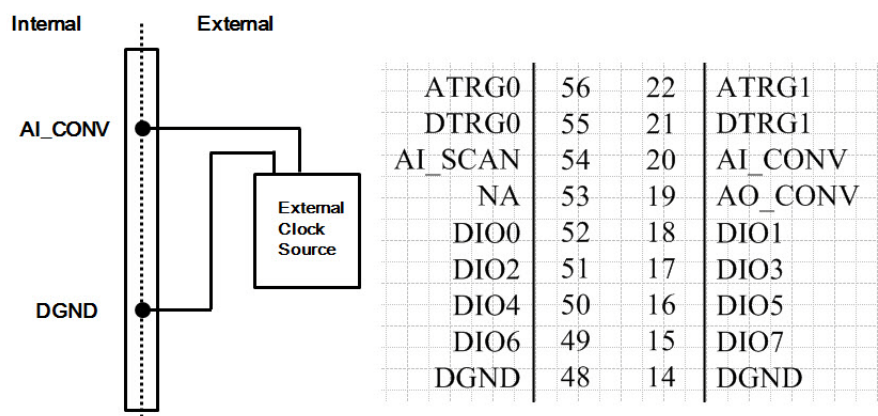 Internal External
AI_CONV
External
Clock
Source
DGND
ATRG0 56 22 ATRG1
DTRG0 55 21 DTRG1
AI_SCAN 54 20 AI_CONV
NA 53 19 AO_CONV
DIO0 52 18 DIO1
DIO2 51 17 DIO3
DIO4 50 16 DIO5
DIO6 49 15 DIO7
DGND 48 14 DGND